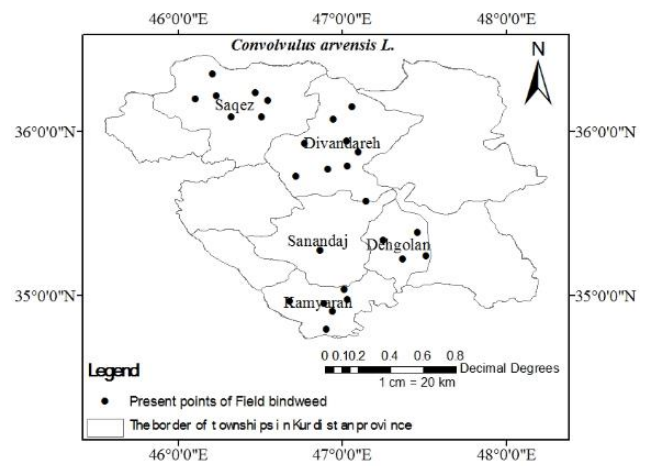 46°0'0"E 47°0'0"E 48°0'0"E
Convolvulus arvensis L.
N
Saqez
36°0'0"N 36°0'0"N
Divandareh
Sanandaj
Dehgolan
35°0'0"N 35°0'0"N
Kamyaran
0 0.10.2 0.4 0.6 0.8
Decimal Degrees
1 cm = 20 km
Legend
Present points of Field bindweed
The border of townships in Kurdistan province
46°0'0"E 47°0'0"E 48°0'0"E